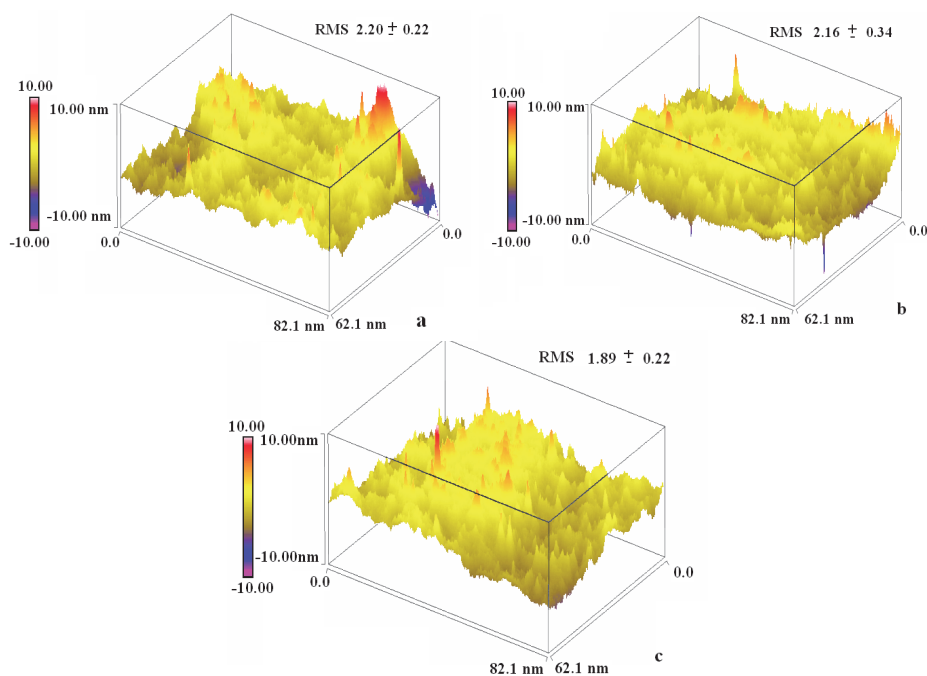 RMS 2.20 ± 0.22
10.00
10.00 nm
-10.00 nm
-10.00
0.0
0.0
82.1 nm 62.1 nm
a
RMS 2.16 ± 0.34
10.00
10.00 nm
-10.00 nm
-10.00
0.0
0.0
82.1 nm 62.1 nm
b
RMS 1.89 ± 0.22
10.00
10.00nm
-10.00nm
-10.00
0.0
0.0
82.1 nm 62.1 nm
c